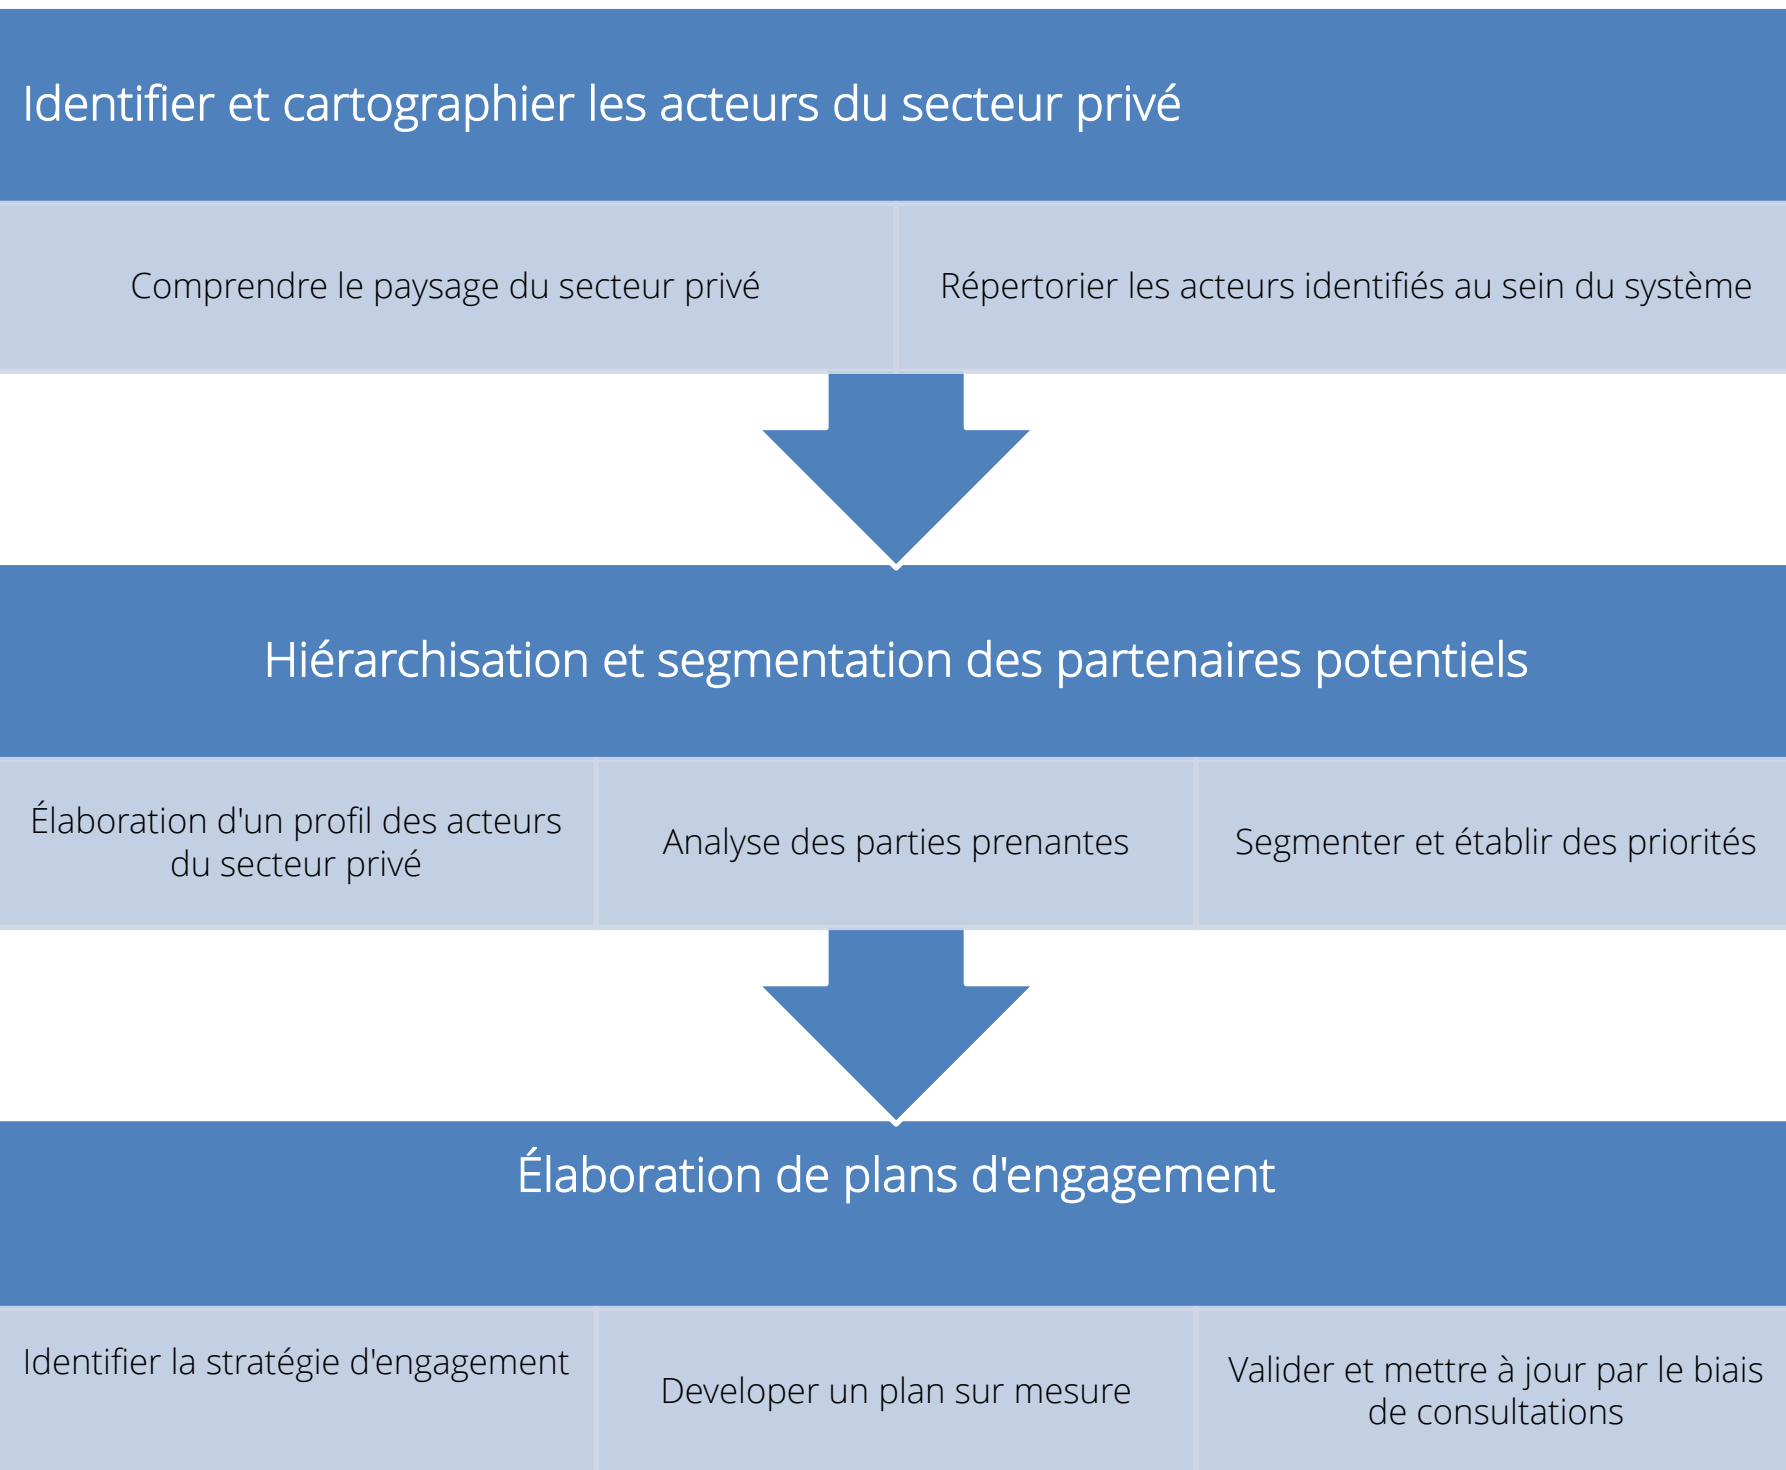 Identifier et cartographier les acteurs du secteur privé
Comprendre le paysage du secteur privé
Répertorier les acteurs identifiés au sein du système
Hiérarchisation et segmentation des partenaires potentiels
Élaboration d'un profil des acteurs
du secteur privé
Analyse des parties prenantes
Segmenter et établir des priorités
Élaboration de plans d'engagement
Identifier la stratégie d'engagement
Developer un plan sur mesure
Valider et mettre à jour par le biais
de consultations